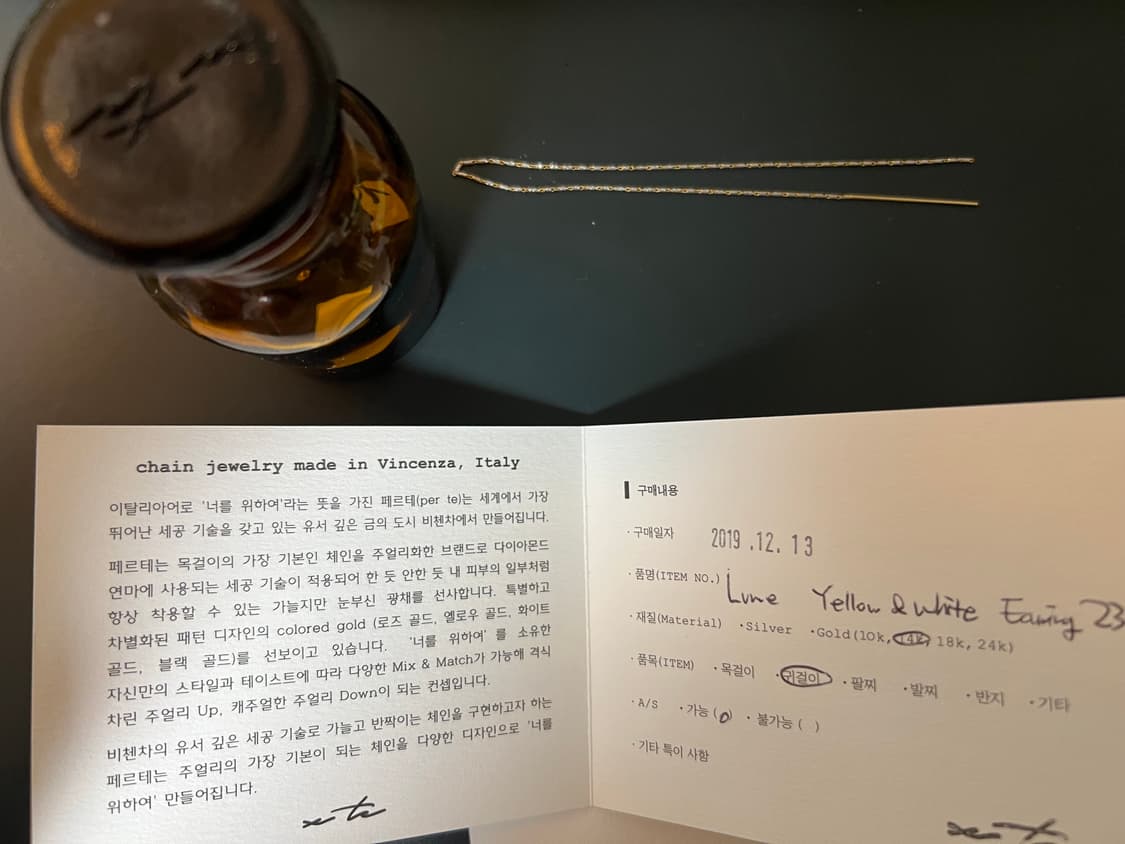 chain jewelry made in Vincenza, Italy
이탈리아어로 '너를 위하여'라는 뜻을 가진 페르테(per te)는 세계에서 가장
뛰어난 세공 기술을 갖고 있는 유서 깊은 금의 도시 비첸차에서 만들어집니다.
페르테는 목걸이의 가장 기본인 체인을 주얼리화한 브랜드로 다이아몬드
연마에 사용되는 세공 기술이 적용되어 한 듯 안한 듯 내 피부의 일부처럼
항상 착용할 수 있는 가늘지만 눈부신 광채를 선사합니다. 특별하고
차별화된 패턴 디자인의 colored gold (로즈 골드, 옐로우 골드, 화이트
골드, 블랙 골드)를 선보이고 있습니다. '너를 위하여' 를 소유한
자신만의 스타일과 테이스트에 따라 다양한 Mix & Match가 가능해 격식
차린 주얼리 Up, 캐주얼한 주얼리 Down이 되는 컨셉입니다.
비첸차의 유서 깊은 세공 기술로 가늘고 반짝이는 체인을 구현하고자 하는
페르테는 주얼리의 가장 기본이 되는 체인을 다양한 디자인으로 '너를
위하여' 만들어집니다.
구매내용
· 구매일자 2019 .12. 13
· 품명(ITEM NO.) Lume Yellow & white Earring 23
· 재질(Material) ·Silver ·Gold(10k, 14k, 18k, 24k)
· 품목(ITEM) ·목걸이 ·귀걸이 ·팔찌 ·발찌 ·반지 ·기타
· A/S ·가능 (o) ·불가능 ( )
· 기타 특이 사항